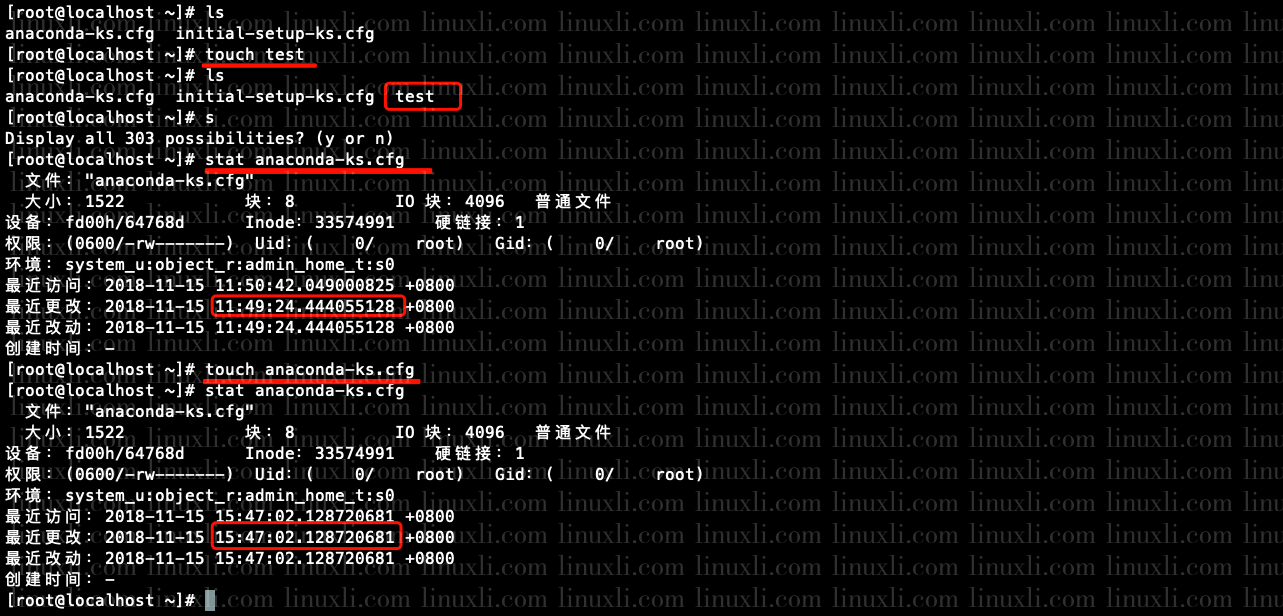 [root@localhost ~]# ls
anaconda-ks.cfg  initial-setup-ks.cfg
[root@localhost ~]# touch test
[root@localhost ~]# ls
anaconda-ks.cfg  initial-setup-ks.cfg  test
[root@localhost ~]# s
Display all 303 possibilities? (y or n)
[root@localhost ~]# stat anaconda-ks.cfg
  文件："anaconda-ks.cfg"
  大小：1522            块：8          IO 块：4096   普通文件
设备：fd00h/64768d      Inode：33574991    硬链接：1
权限：(0600/-rw-------)  Uid：(    0/    root)   Gid：(    0/    root)
环境：system_u:object_r:admin_home_t:s0
最近访问：2018-11-15 11:50:42.049000825 +0800
最近更改：2018-11-15 11:49:24.444055128 +0800
最近改动：2018-11-15 11:49:24.444055128 +0800
创建时间：-
[root@localhost ~]# touch anaconda-ks.cfg
[root@localhost ~]# stat anaconda-ks.cfg
  文件："anaconda-ks.cfg"
  大小：1522            块：8          IO 块：4096   普通文件
设备：fd00h/64768d      Inode：33574991    硬链接：1
权限：(0600/-rw-------)  Uid：(    0/    root)   Gid：(    0/    root)
环境：system_u:object_r:admin_home_t:s0
最近访问：2018-11-15 15:47:02.128720681 +0800
最近更改：2018-11-15 15:47:02.128720681 +0800
最近改动：2018-11-15 15:47:02.128720681 +0800
创建时间：-
[root@localhost ~]#
linuxli.com